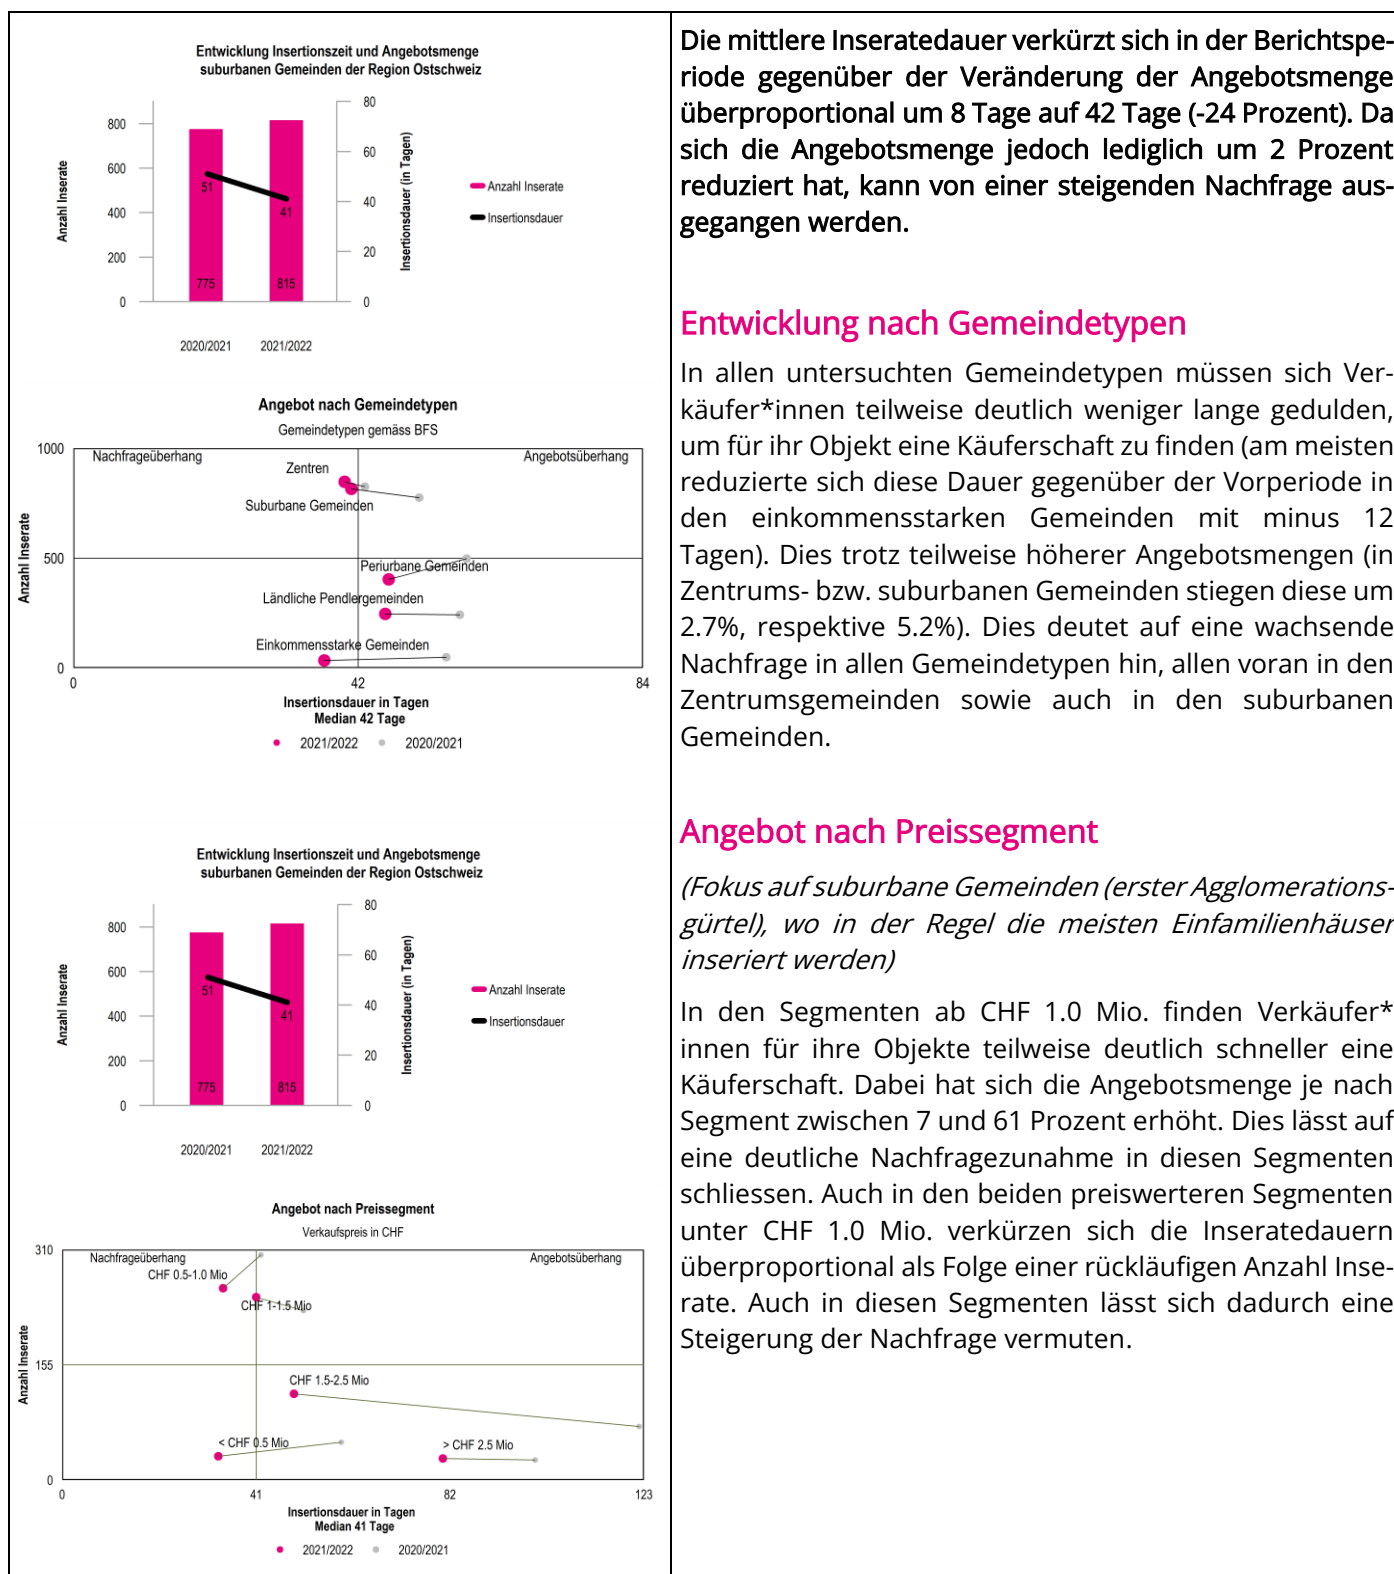 Entwicklung Insertionszeit und Angebotsmenge
suburbanen Gemeinden der Region Ostschweiz
Anzahl Inserate
800
600
400
200
0
80
60
40
20
0
Insertionsdauer (in Tagen)
51
41
775
815
2020/2021
2021/2022
Anzahl Inserate
Insertionsdauer
Angebot nach Gemeindetypen
Gemeindetypen gemäss BFS
1000
500
0
Anzahl Inserate
Nachfrageüberhang
Angebotsüberhang
Zentren
Suburbane Gemeinden
Periurbane Gemeinden
Ländliche Pendlergemeinden
Einkommensstarke Gemeinden
0
42
84
Insertionsdauer in Tagen
Median 42 Tage
2021/2022
2020/2021
Entwicklung Insertionszeit und Angebotsmenge
suburbanen Gemeinden der Region Ostschweiz
Anzahl Inserate
800
600
400
200
0
80
60
40
20
0
Insertionsdauer (in Tagen)
51
41
775
815
2020/2021
2021/2022
Anzahl Inserate
Insertionsdauer
Angebot nach Preissegment
Verkaufspreis in CHF
310
155
0
Anzahl Inserate
Nachfrageüberhang
Angebotsüberhang
CHF 0.5-1.0 Mio
CHF 1-1.5 Mio
CHF 1.5-2.5 Mio
< CHF 0.5 Mio
> CHF 2.5 Mio
0
41
82
123
Insertionsdauer in Tagen
Median 41 Tage
2021/2022
2020/2021
Die mittlere Inseratedauer verkürzt sich in der Berichtspe-
riode gegenüber der Veränderung der Angebotsmenge
überproportional um 8 Tage auf 42 Tage (-24 Prozent). Da
sich die Angebotsmenge jedoch lediglich um 2 Prozent
reduziert hat, kann von einer steigenden Nachfrage aus-
gegangen werden.
Entwicklung nach Gemeindetypen
In allen untersuchten Gemeindetypen müssen sich Ver-
käufer*innen teilweise deutlich weniger lange gedulden,
um für ihr Objekt eine Käuferschaft zu finden (am meisten
reduzierte sich diese Dauer gegenüber der Vorperiode in
den einkommensstarken Gemeinden mit minus 12
Tagen). Dies trotz teilweise höherer Angebotsmengen (in
Zentrums- bzw. suburbanen Gemeinden stiegen diese um
2.7%, respektive 5.2%). Dies deutet auf eine wachsende
Nachfrage in allen Gemeindetypen hin, allen voran in den
Zentrumsgemeinden sowie auch in den suburbanen
Gemeinden.
Angebot nach Preissegment
(Fokus auf suburbane Gemeinden (erster Agglomerations-
gürtel), wo in der Regel die meisten Einfamilienhäuser
inseriert werden)
In den Segmenten ab CHF 1.0 Mio. finden Verkäufer*
innen für ihre Objekte teilweise deutlich schneller eine
Käuferschaft. Dabei hat sich die Angebotsmenge je nach
Segment zwischen 7 und 61 Prozent erhöht. Dies lässt auf
eine deutliche Nachfragezunahme in diesen Segmenten
schliessen. Auch in den beiden preiswerteren Segmenten
unter CHF 1.0 Mio. verkürzen sich die Inseratedauern
überproportional als Folge einer rückläufigen Anzahl Inse-
rate. Auch in diesen Segmenten lässt sich dadurch eine
Steigerung der Nachfrage vermuten.